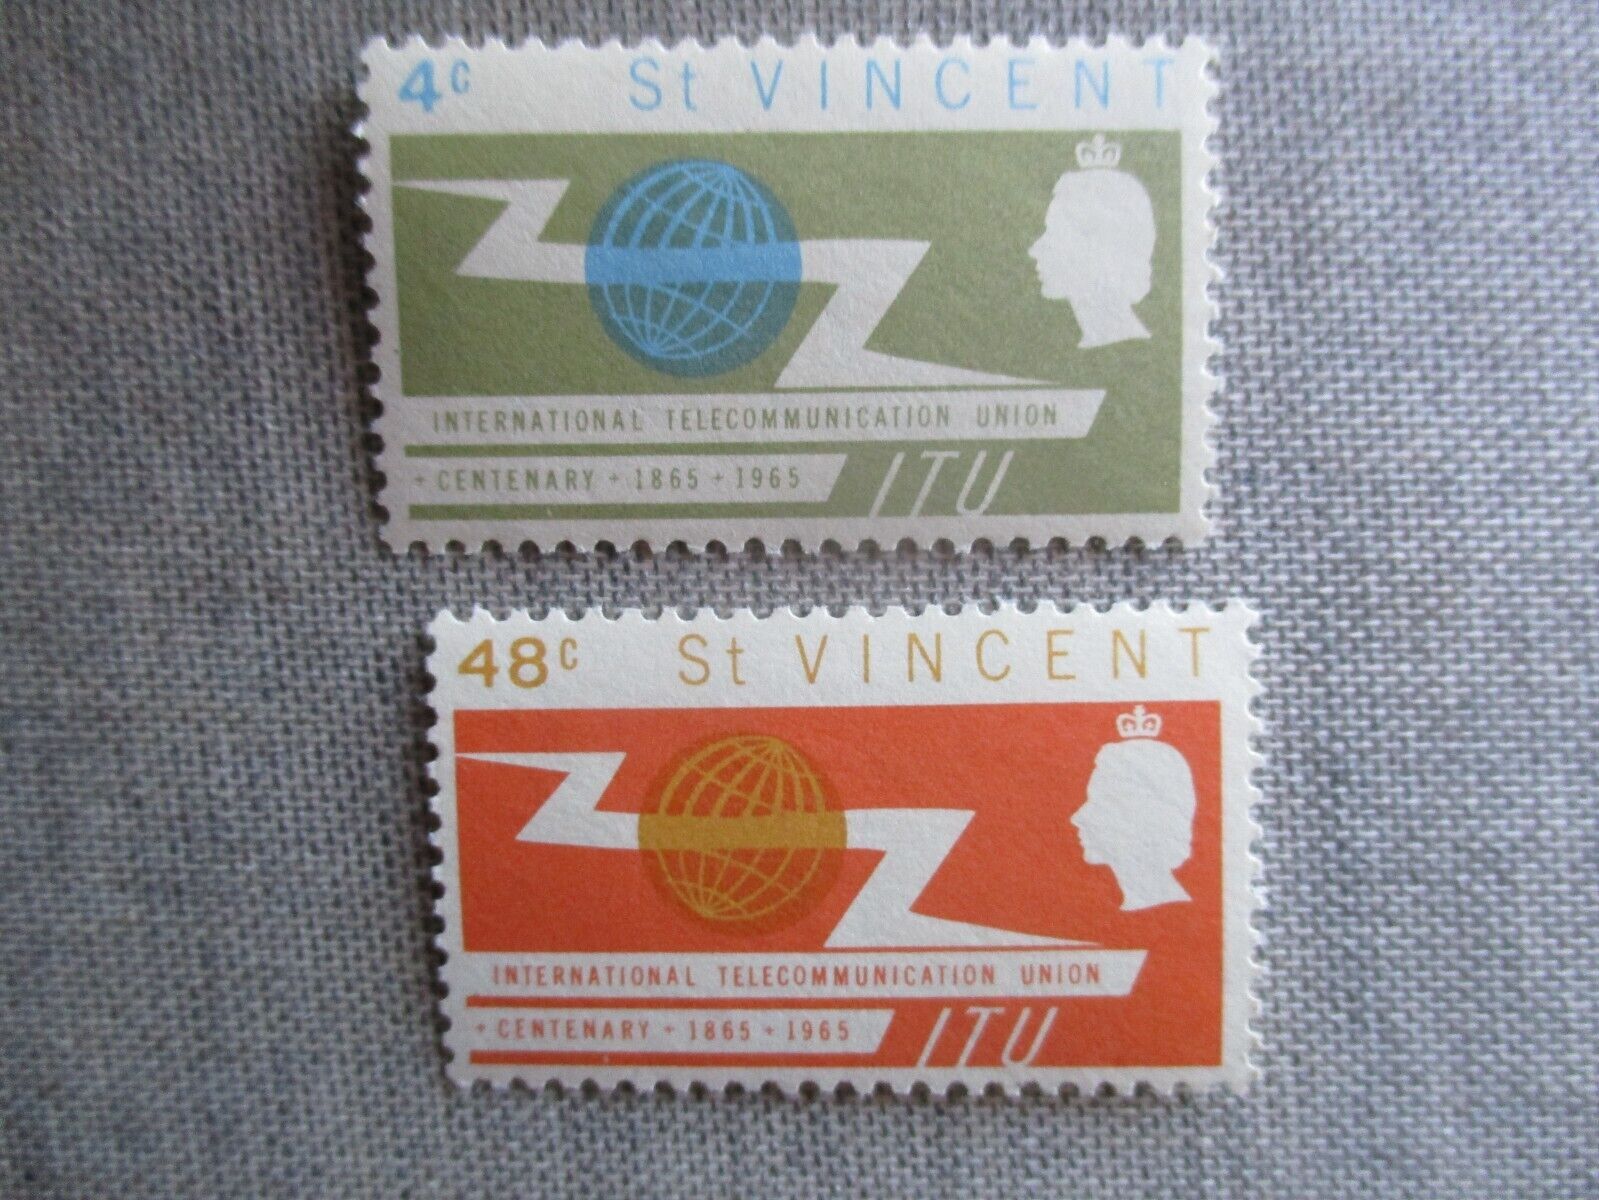 4c St VINCENT
INTERNATIONAL TELECOMMUNICATION UNION
+ CENTENARY + 1865 + 1965 ITU
48c St VINCENT
INTERNATIONAL TELECOMMUNICATION UNION
+ CENTENARY + 1865 + 1965 ITU